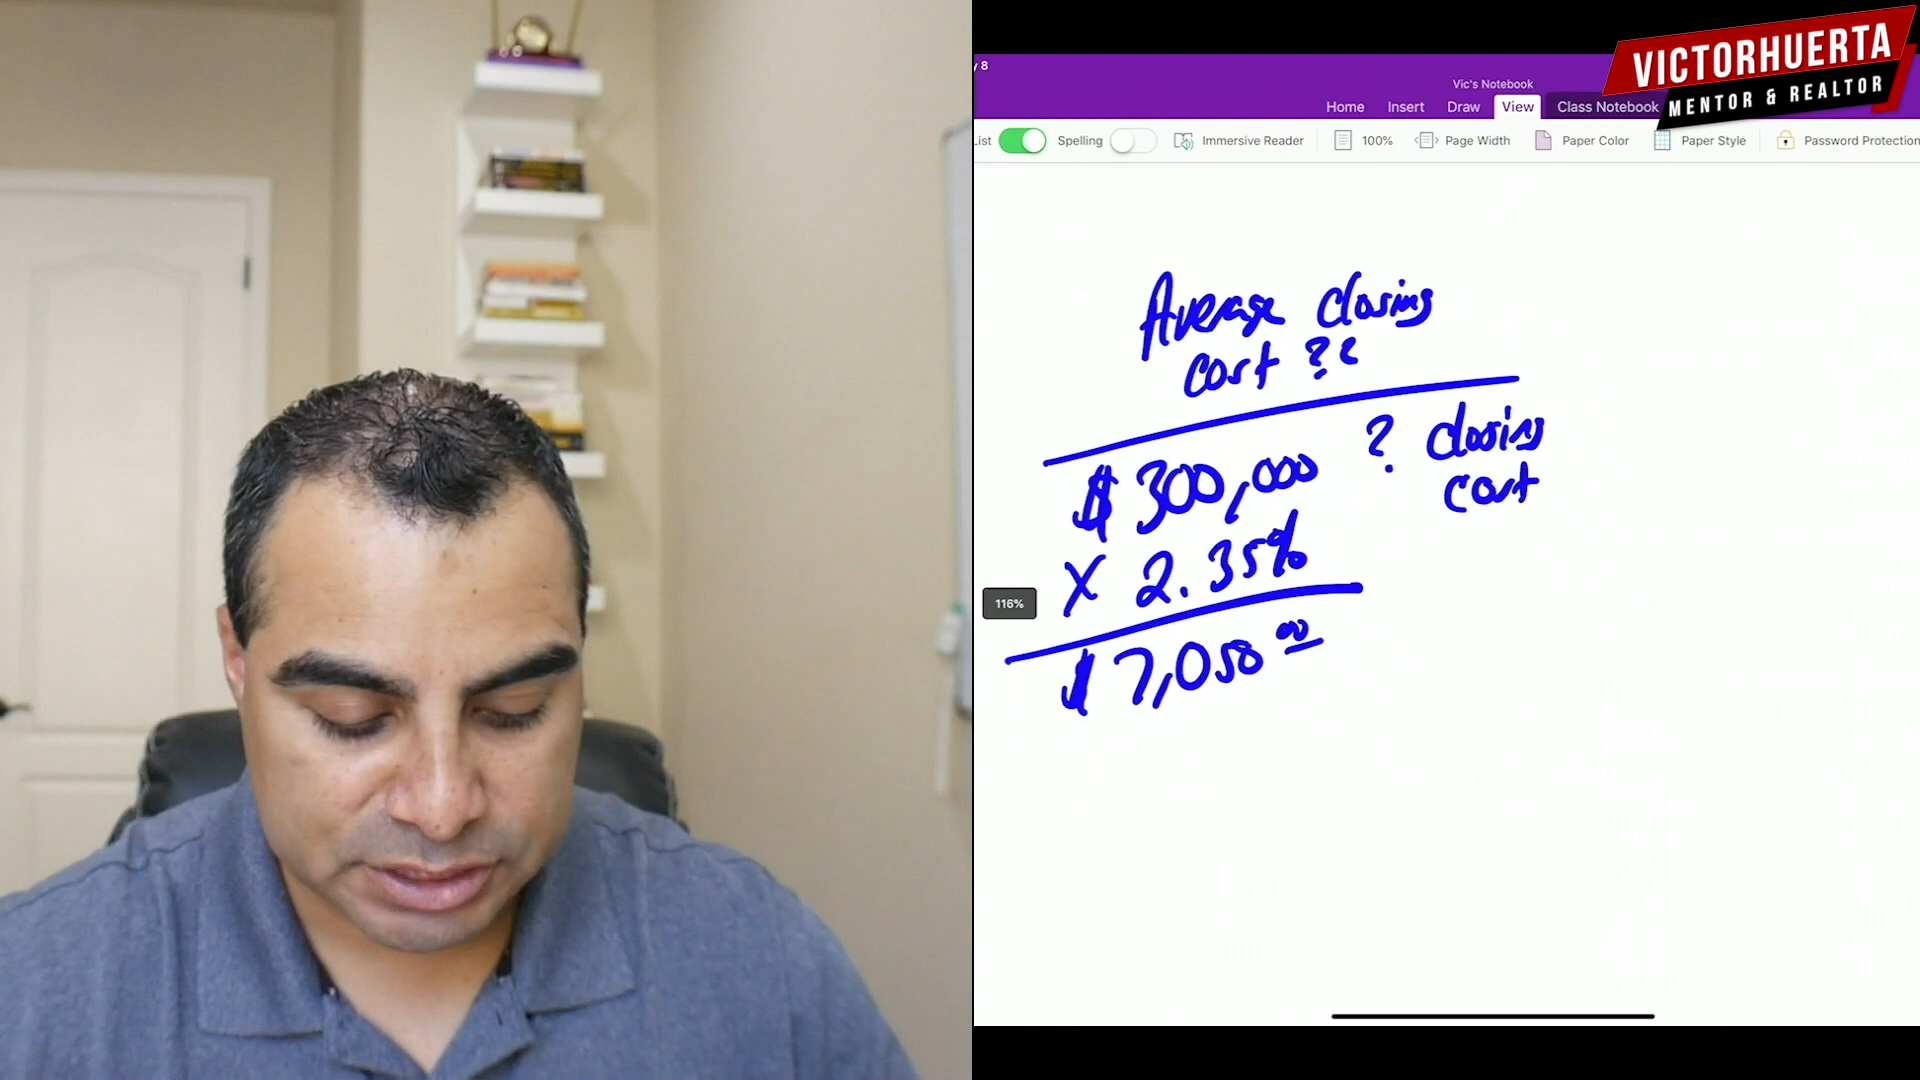 VICTORHUERTA
MENTOR & REALTOR
y 8
Vic's Notebook
Home Insert Draw View Class Notebook
List Spelling Immersive Reader 100% Page Width Paper Color Paper Style Password Protection
Average closing
cost ??
$ 300,000 ? closing
cost
X 2.35%
116%
$ 7,050 00